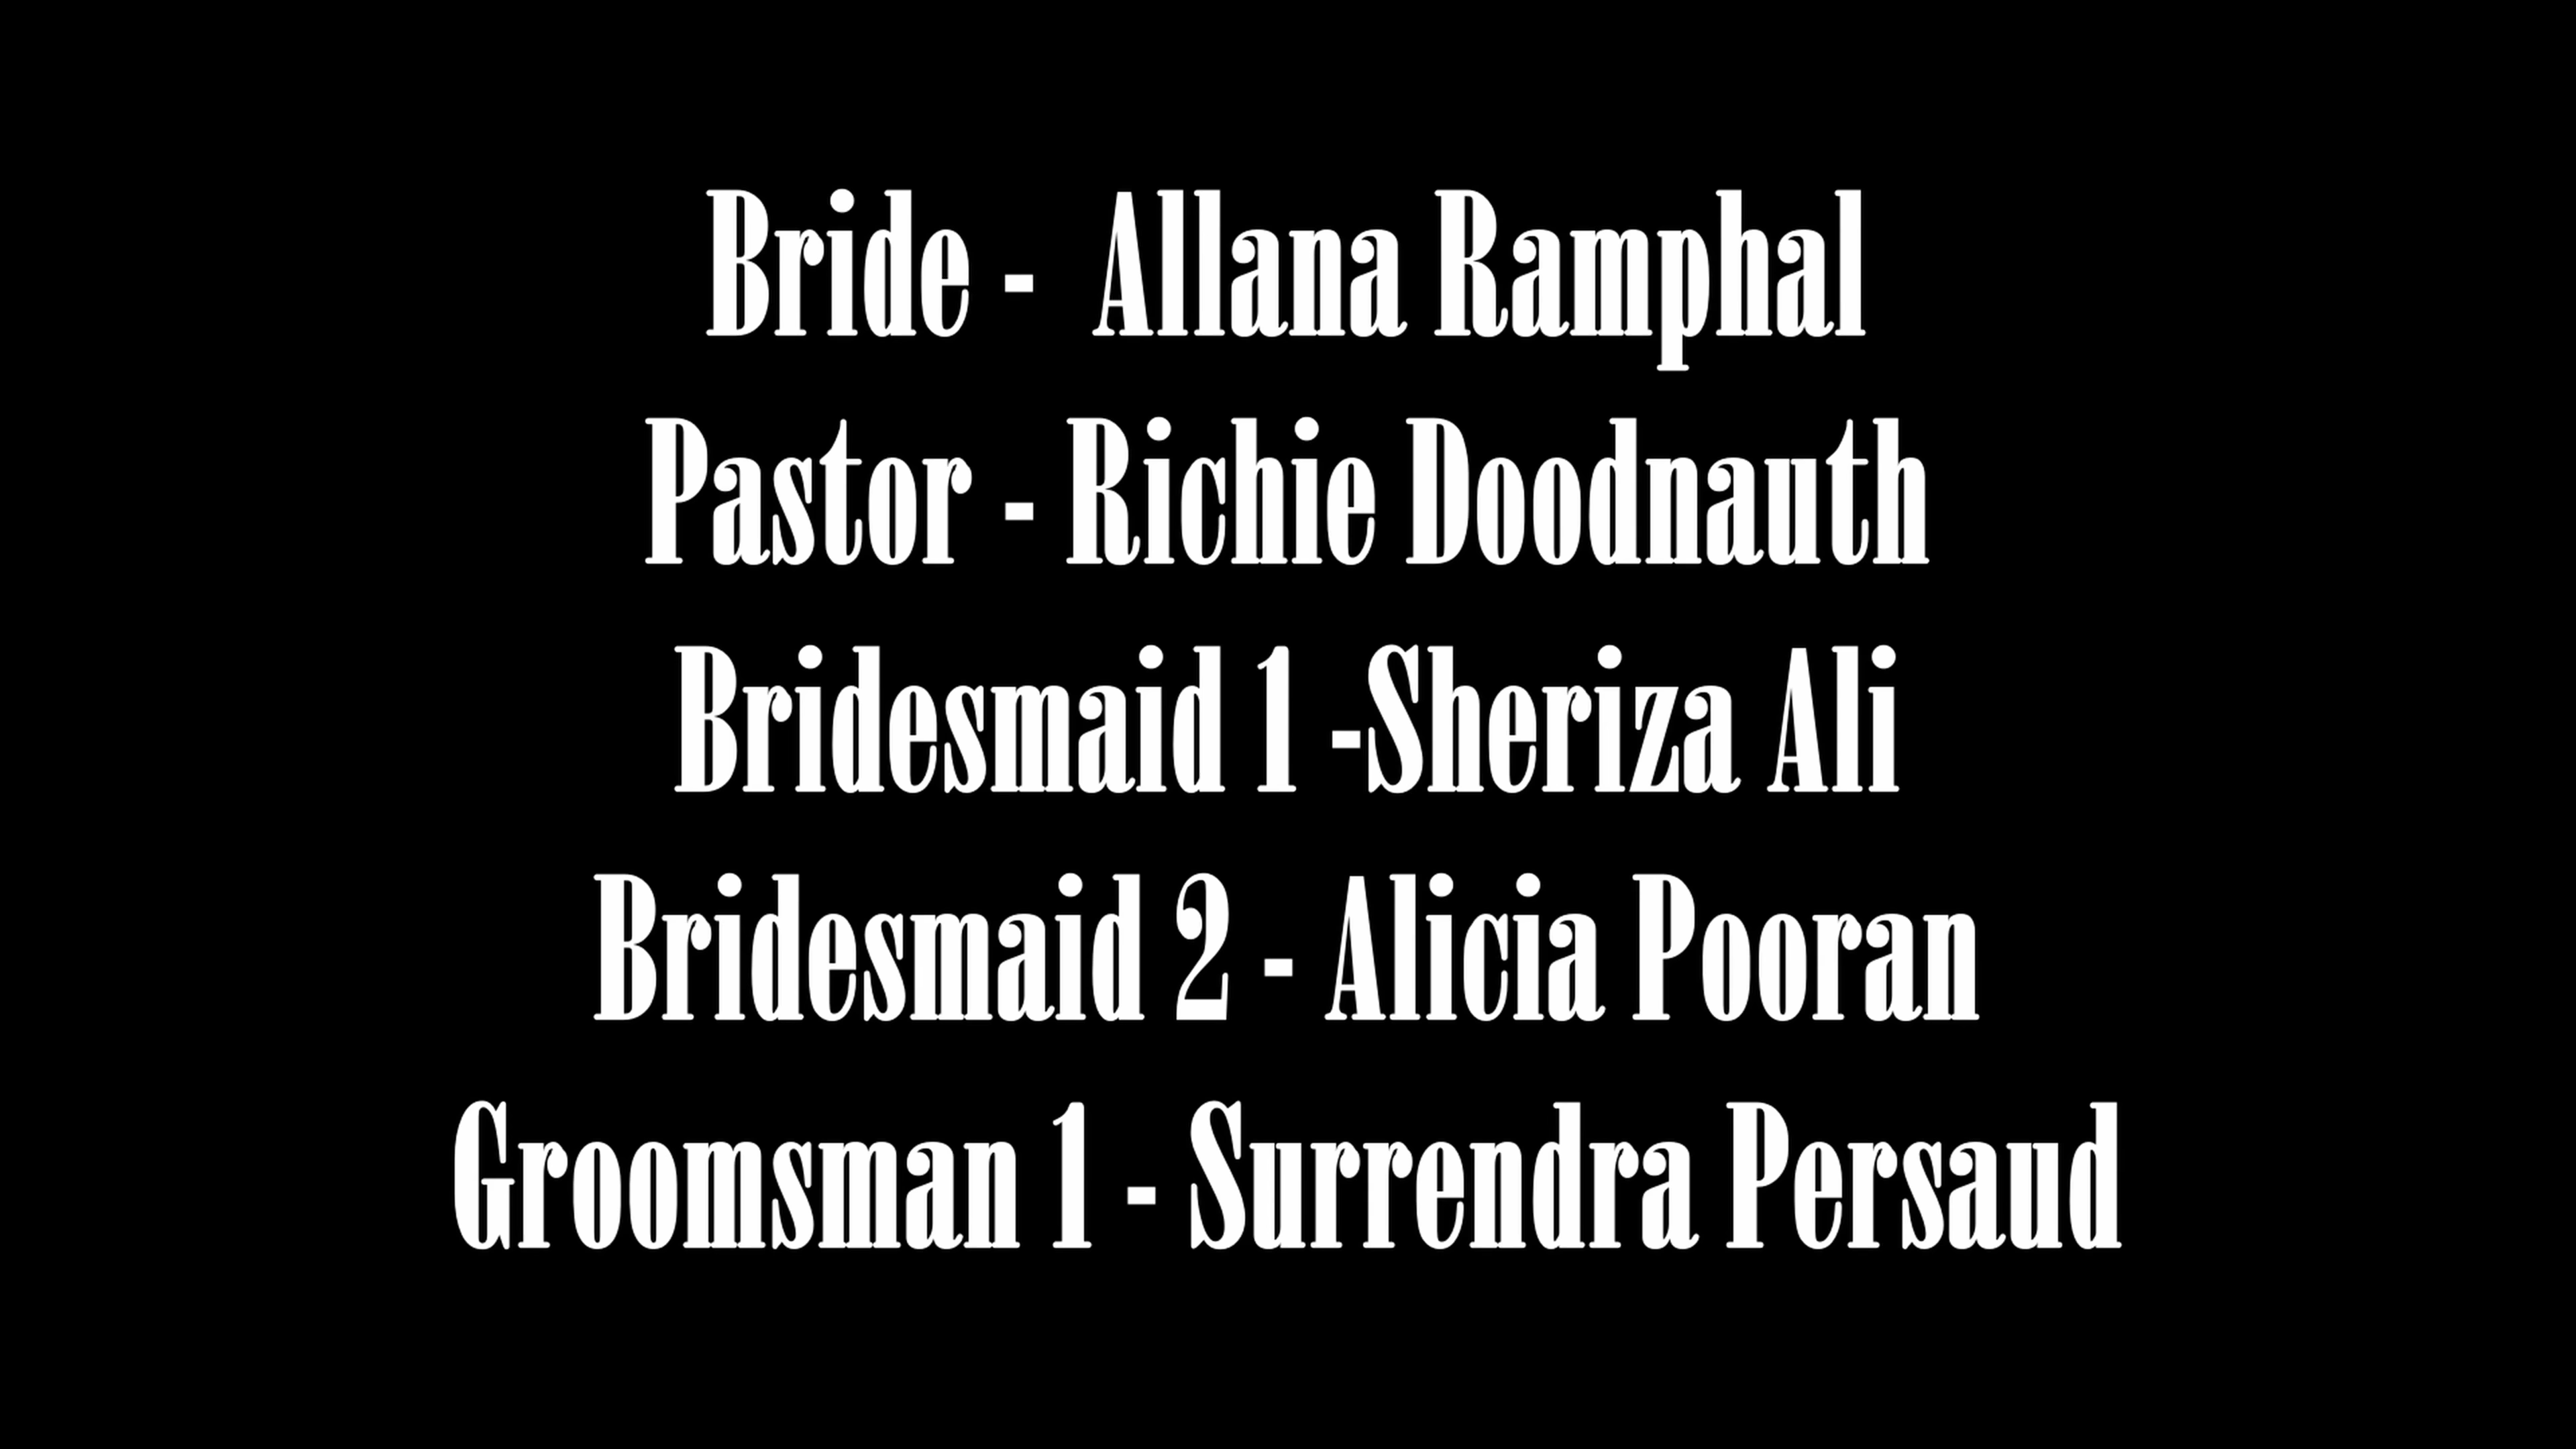 Bride -  Allana Ramphal
Pastor - Richie Doodnauth
Bridesmaid 1 -Sheriza Ali
Bridesmaid 2 - Alicia Pooran
Groomsman 1 - Surrendra Persaud